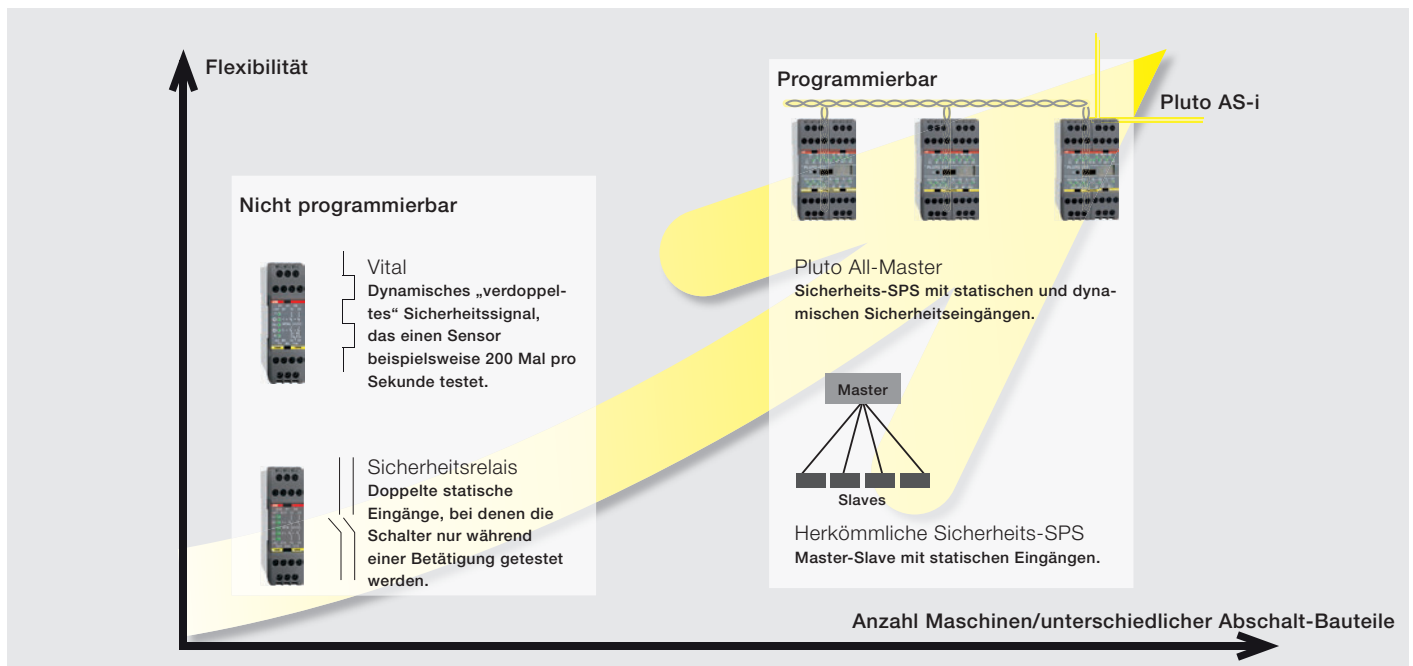 Flexibilität
Nicht programmierbar
Vital
Dynamisches „verdoppel-
tes“ Sicherheitssignal,
das einen Sensor
beispielsweise 200 Mal pro
Sekunde testet.
Sicherheitsrelais
Doppelte statische
Eingänge, bei denen die
Schalter nur während
einer Betätigung getestet
werden.
Programmierbar
Pluto AS-i
Pluto All-Master
Sicherheits-SPS mit statischen und dyna-
mischen Sicherheitseingängen.
Master
Slaves
Herkömmliche Sicherheits-SPS
Master-Slave mit statischen Eingängen.
Anzahl Maschinen/unterschiedlicher Abschalt-Bauteile